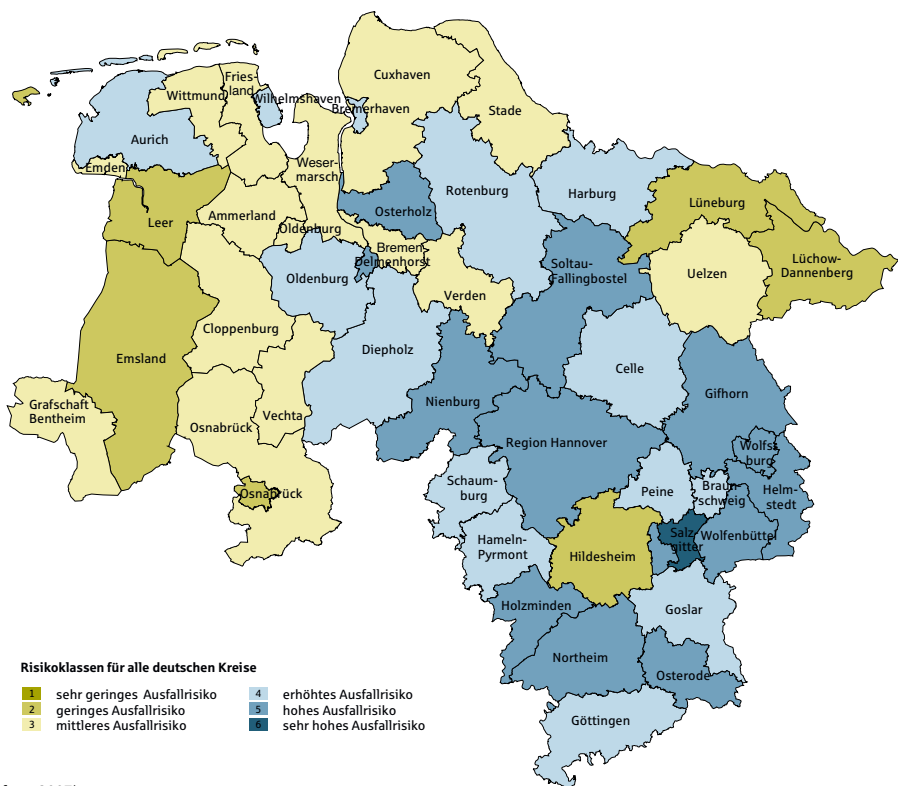 Cuxhaven
Fries-
land
Wittmund
Wilhelmshaven
Bremerhaven
Stade
Aurich
Emden
Weser-
marsch
Rotenburg
Harburg
Lüneburg
Osterholz
Ammerland
Leer
Oldenburg
Bremen
Delmenhorst
Oldenburg
Soltau-
Fallingbostel
Uelzen
Lüchow-
Dannenberg
Verden
Cloppenburg
Diepholz
Emsland
Celle
Gifhorn
Nienburg
Grafschaft
Bentheim
Osnabrück
Vechta
Region Hannover
Wolfs-
burg
Schaum-
burg
Peine
Braun-
schweig
Helm-
stedt
Osnabrück
Hameln-
Pyrmont
Hildesheim
Salz-
gitter
Wolfenbüttel
Holzminden
Goslar
Northeim
Osterode
Göttingen
Risikoklassen für alle deutschen Kreise
1 sehr geringes Ausfallrisiko
2 geringes Ausfallrisiko
3 mittleres Ausfallrisiko
4 erhöhtes Ausfallrisiko
5 hohes Ausfallrisiko
6 sehr hohes Ausfallrisiko